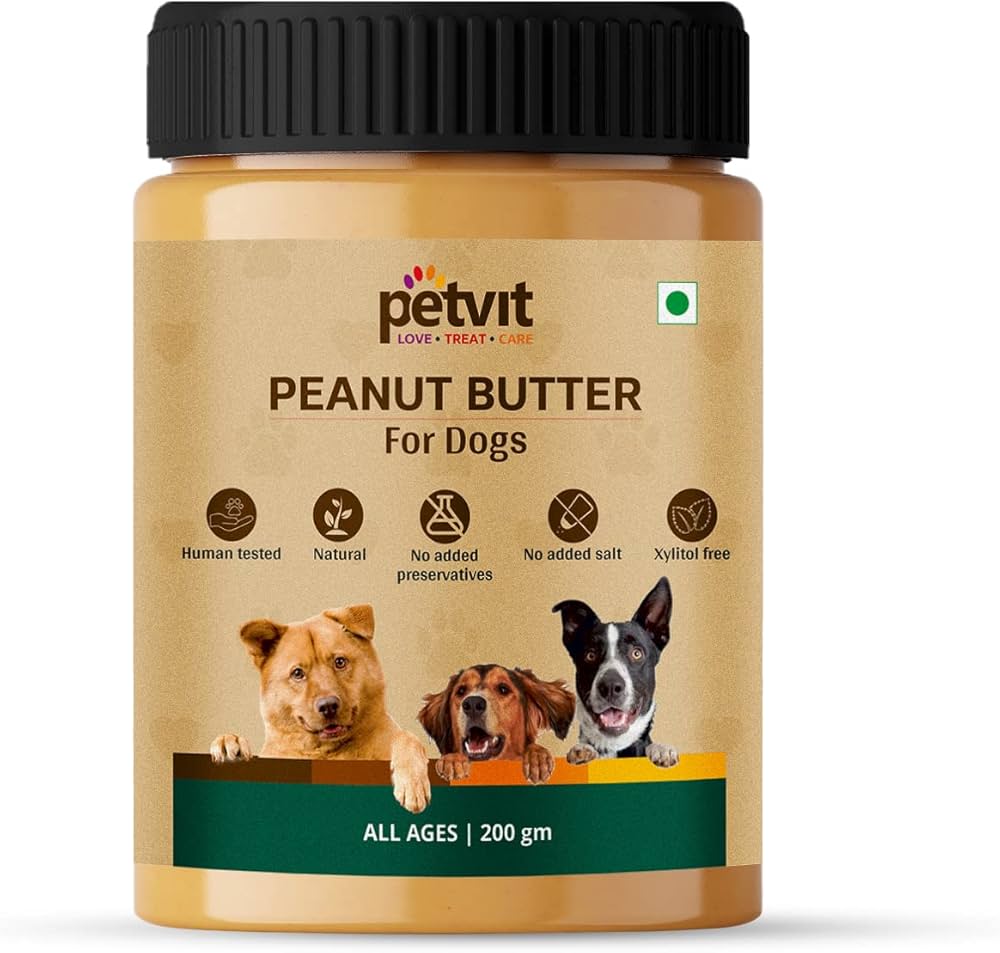 petvit
LOVE • TREAT • CARE
PEANUT BUTTER
For Dogs
Human tested
Natural
No added
preservatives
No added salt
Xylitol free
ALL AGES | 200 gm